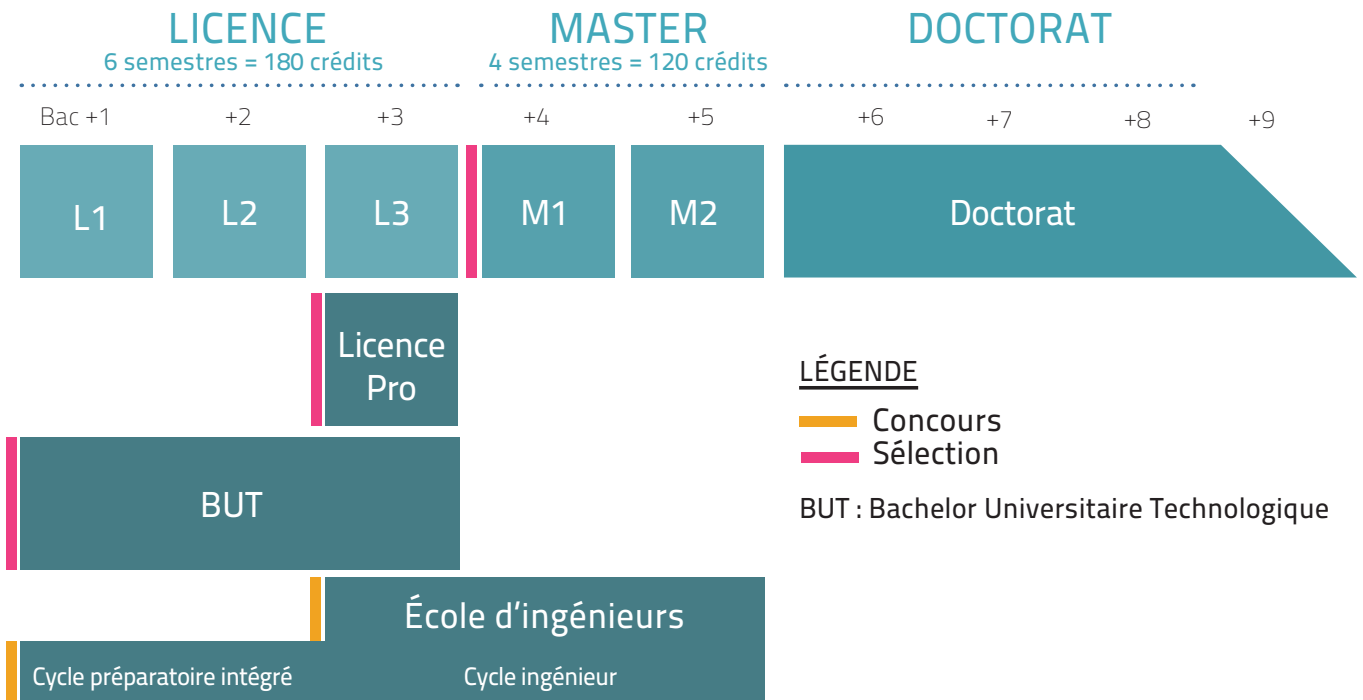 LICENCE
6 semestres = 180 crédits
MASTER
4 semestres = 120 crédits
DOCTORAT
Bac +1
+2
+3
+4
+5
+6
+7
+8
+9
L1
L2
L3
M1
M2
Doctorat
Licence
Pro
LÉGENDE
Concours
Sélection
BUT
BUT : Bachelor Universitaire Technologique
École d'ingénieurs
Cycle préparatoire intégré
Cycle ingénieur